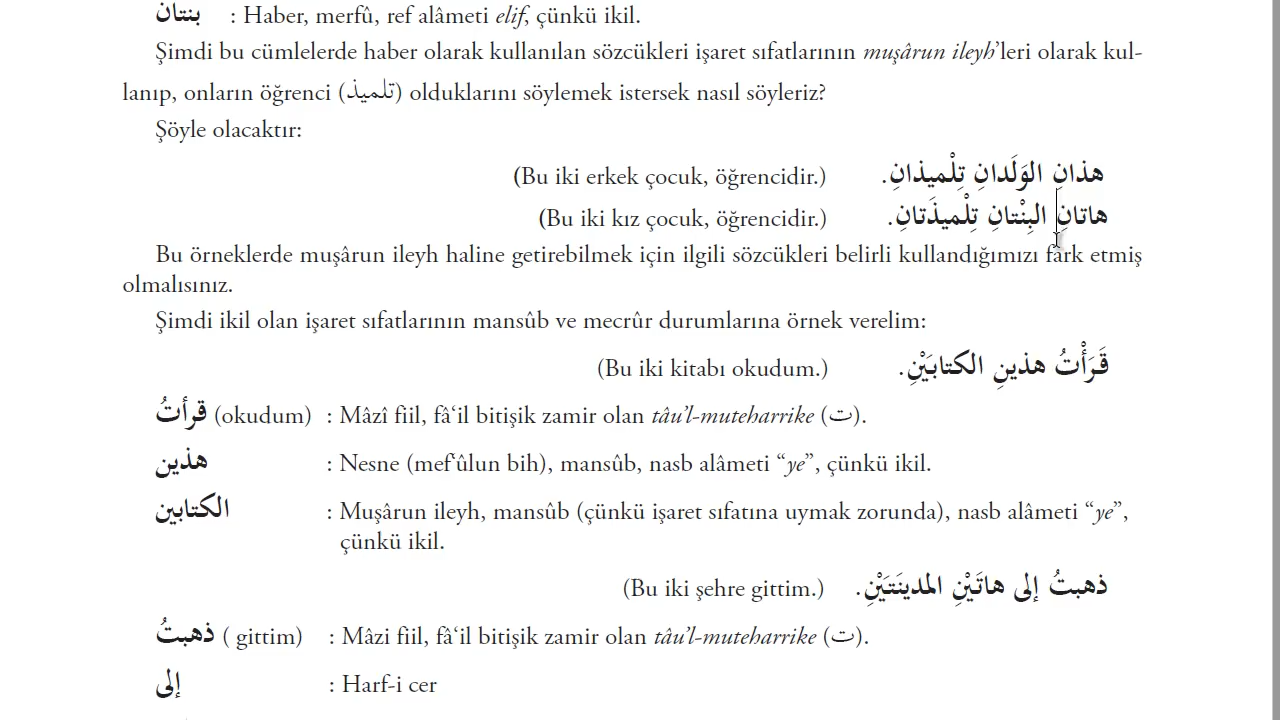 بنتان : Haber, merfû, ref alâmeti elif, çünkü ikil.
Şimdi bu cümlelerde haber olarak kullanılan sözcükleri işaret sıfatlarının muşârun ileyh’leri olarak kul-
lanıp, onların öğrenci (تلميذ) olduklarını söylemek istersek nasıl söyleriz?
Şöyle olacaktır:
(Bu iki erkek çocuk, öğrencidir.) هذانِ الوَلَدانِ تِلْميذانِ.
(Bu iki kız çocuk, öğrencidir.) هاتانِ البِنْتانِ تِلْميذَتانِ.
Bu örneklerde muşârun ileyh haline getirebilmek için ilgili sözcükleri belirli kullandığımızı fark etmiş
olmalısınız.
Şimdi ikil olan işaret sıfatlarının mansûb ve mecrûr durumlarına örnek verelim:
(Bu iki kitabı okudum.) قَرَأْتُ هذينِ الكتابَيْنِ.
قرأتُ (okudum) : Mâzî fiil, fâ‘il bitişik zamir olan tâu’l-muteharrike (ت).
هذين : Nesne (mef‘ûlun bih), mansûb, nasb alâmeti “ye”, çünkü ikil.
الكتابين : Muşârun ileyh, mansûb (çünkü işaret sıfatına uymak zorunda), nasb alâmeti “ye”,
çünkü ikil.
(Bu iki şehre gittim.) ذهبتُ إلى هاتَيْنِ المدينَتَيْنِ.
ذهبتُ ( gittim) : Mâzi fiil, fâ‘il bitişik zamir olan tâu’l-muteharrike (ت).
إلى : Harf-i cer